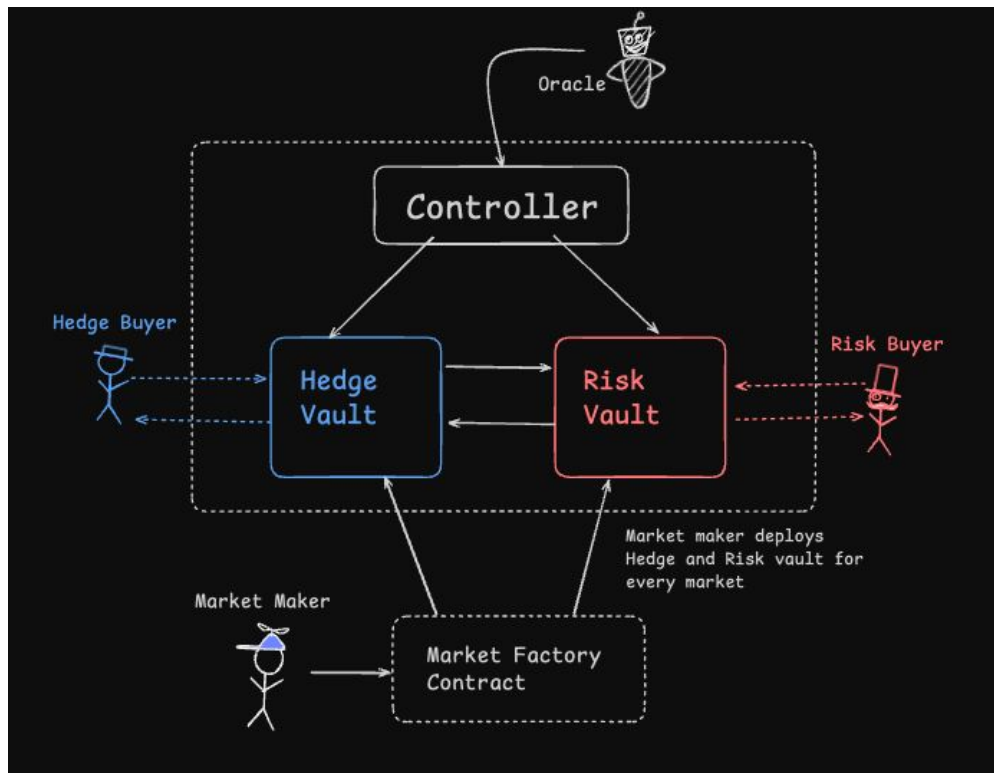 Oracle
Controller
Hedge Buyer
Risk Buyer
Hedge
Vault
Risk
Vault
Market maker deploys
Hedge and Risk vault for
every market
Market Maker
Market Factory
Contract